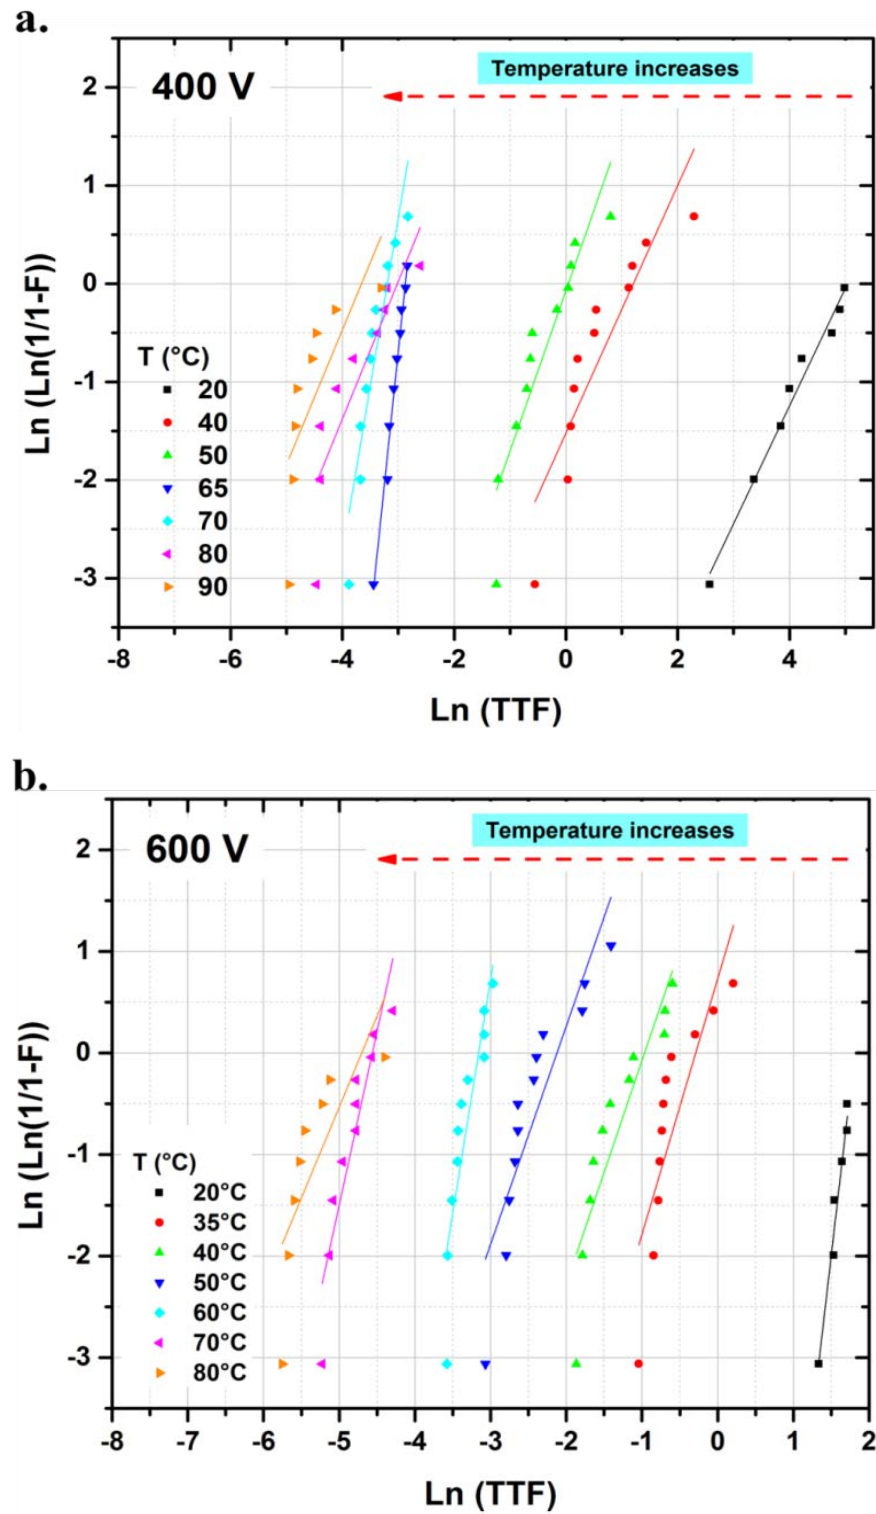 a.
400 V
Temperature increases
2
1
0
-1
-2
-3
Ln (Ln(1/1-F))
T (°C)
20
40
50
65
70
80
90
-8 -6 -4 -2 0 2 4
Ln (TTF)
b.
600 V
Temperature increases
2
1
0
-1
-2
-3
Ln (Ln(1/1-F))
T (°C)
20°C
35°C
40°C
50°C
60°C
70°C
80°C
-8 -7 -6 -5 -4 -3 -2 -1 0 1 2
Ln (TTF)